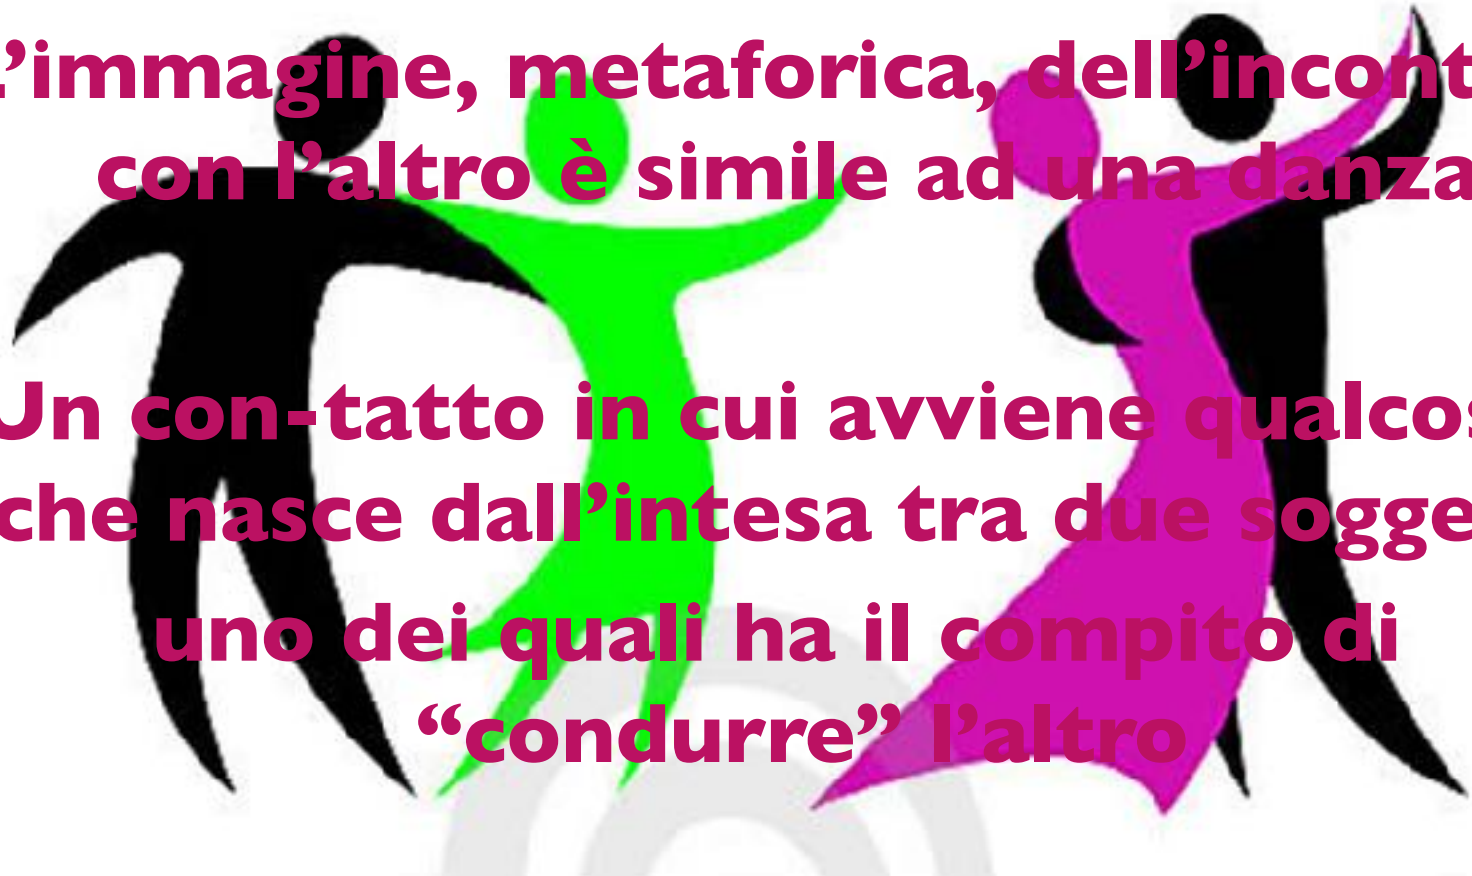 ’immagine, metaforica, dell’incont
con l’altro è simile ad una danza
Un con-tatto in cui avviene qualcos
che nasce dall’intesa tra due sogge
uno dei quali ha il compito di
“condurre” l’altro